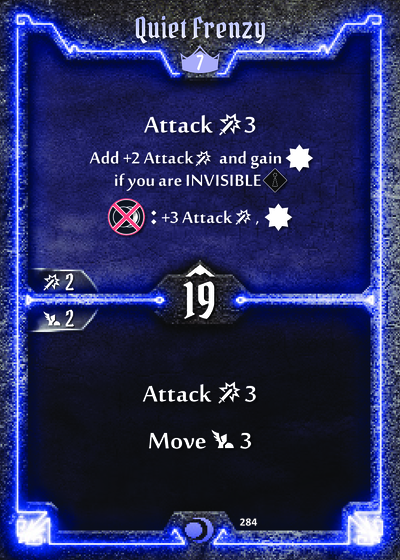 Quiet Frenzy
7
Attack 3
Add +2 Attack and gain
if you are INVISIBLE
: +3 Attack ,
2
19
2
Attack 3
Move 3
284